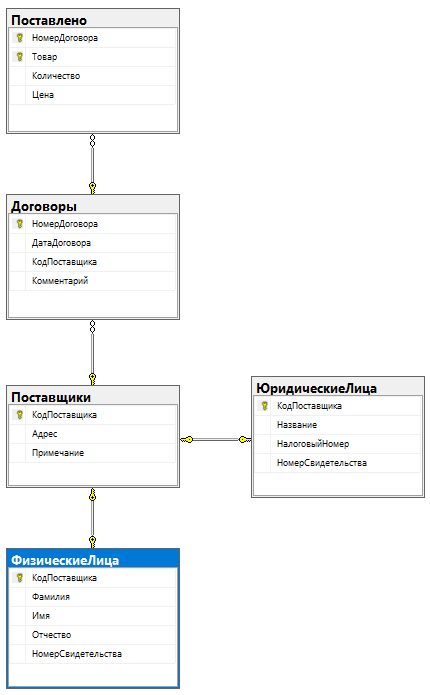 Поставлено
НомерДоговора
Товар
Количество
Цена
Договоры
НомерДоговора
ДатаДоговора
КодПоставщика
Комментарий
Поставщики
КодПоставщика
Адрес
Примечание
ЮридическиеЛица
КодПоставщика
Название
НалоговыйНомер
НомерСвидетельства
ФизическиеЛица
КодПоставщика
Фамилия
Имя
Отчество
НомерСвидетельства